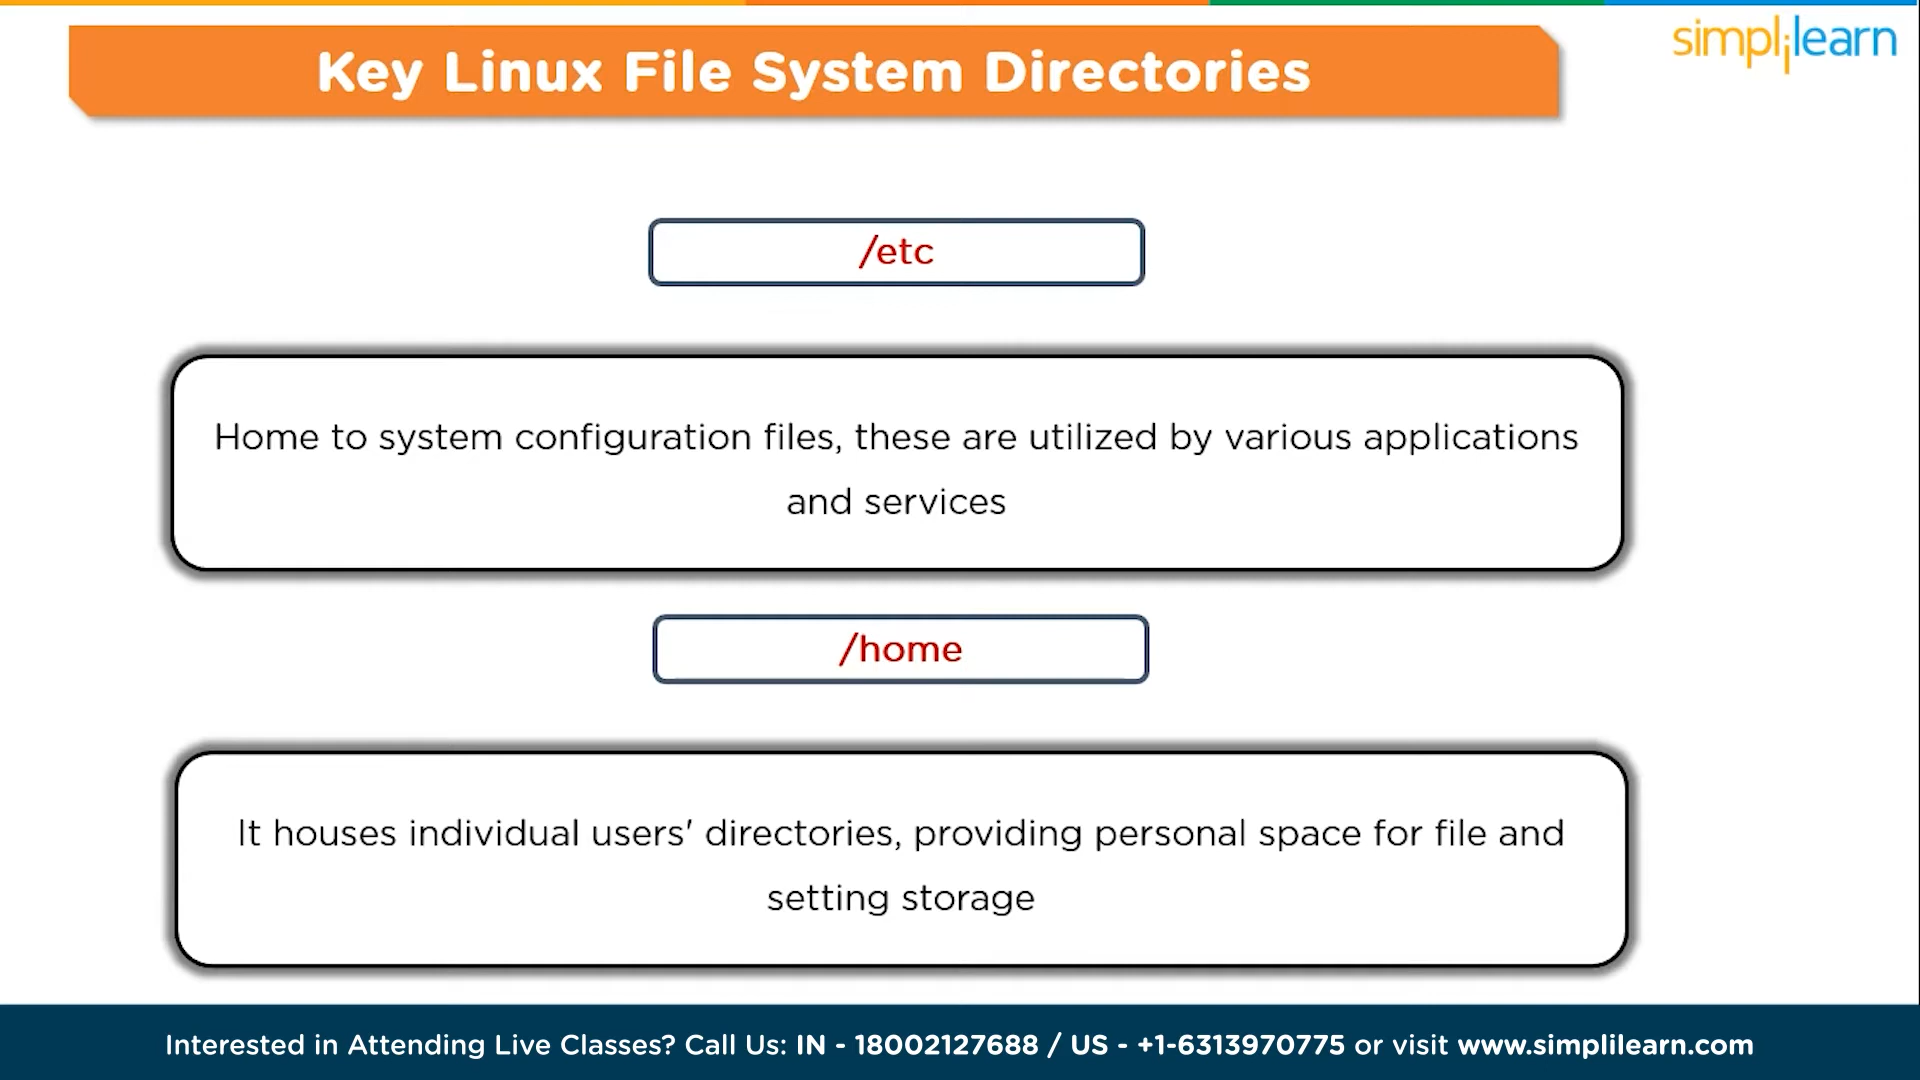 Key Linux File System Directories
simplilearn
/etc
Home to system configuration files, these are utilized by various applications
and services
/home
It houses individual users' directories, providing personal space for file and
setting storage
Interested in Attending Live Classes? Call Us: IN - 18002127688 / US - +1-6313970775 or visit www.simplilearn.com